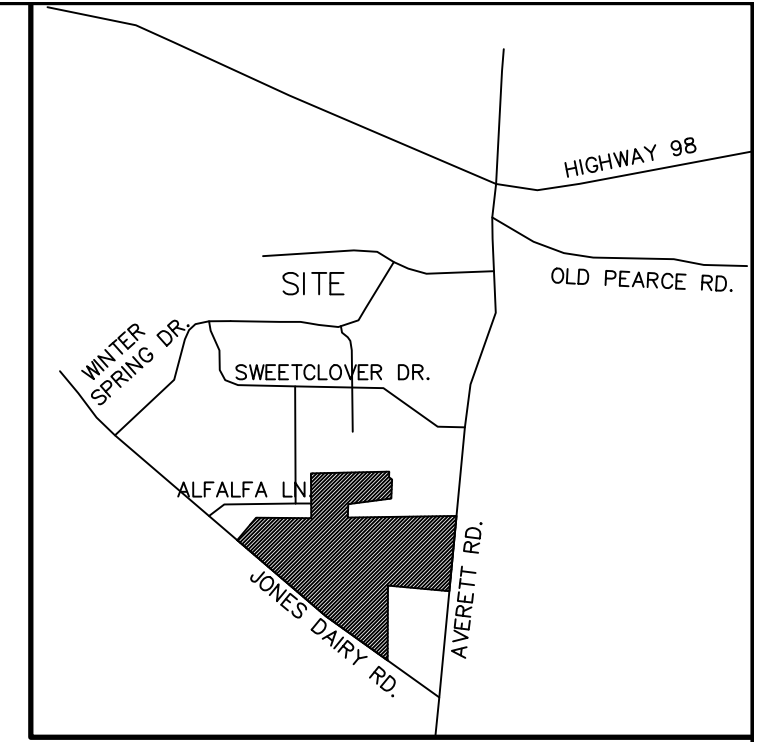 HIGHWAY 98
OLD PEARCE RD.
SITE
WINTER
SPRING DR.
SWEETCLOVER DR.
ALFALFA LN.
AVERETT RD.
JONES DAIRY RD.